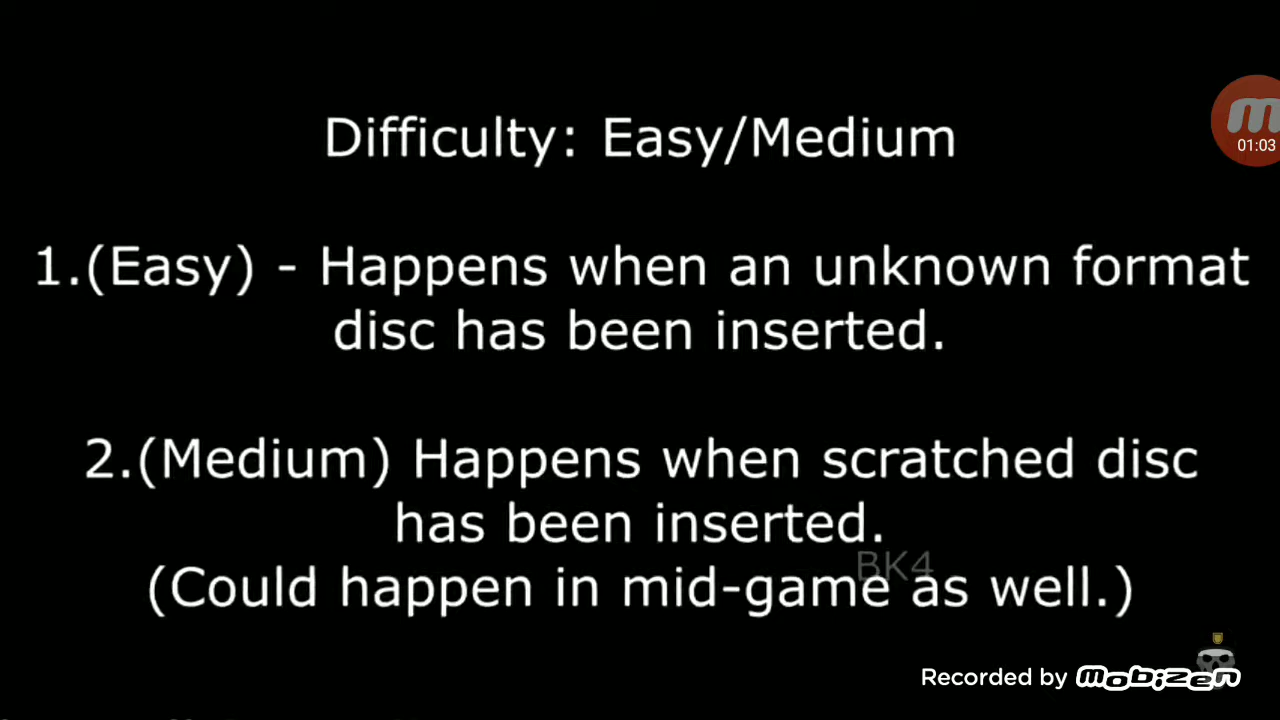 Difficulty: Easy/Medium
01:03
1.(Easy) - Happens when an unknown format
disc has been inserted.
2.(Medium) Happens when scratched disc
has been inserted.
BK4
(Could happen in mid-game as well.)
Recorded by mobizen